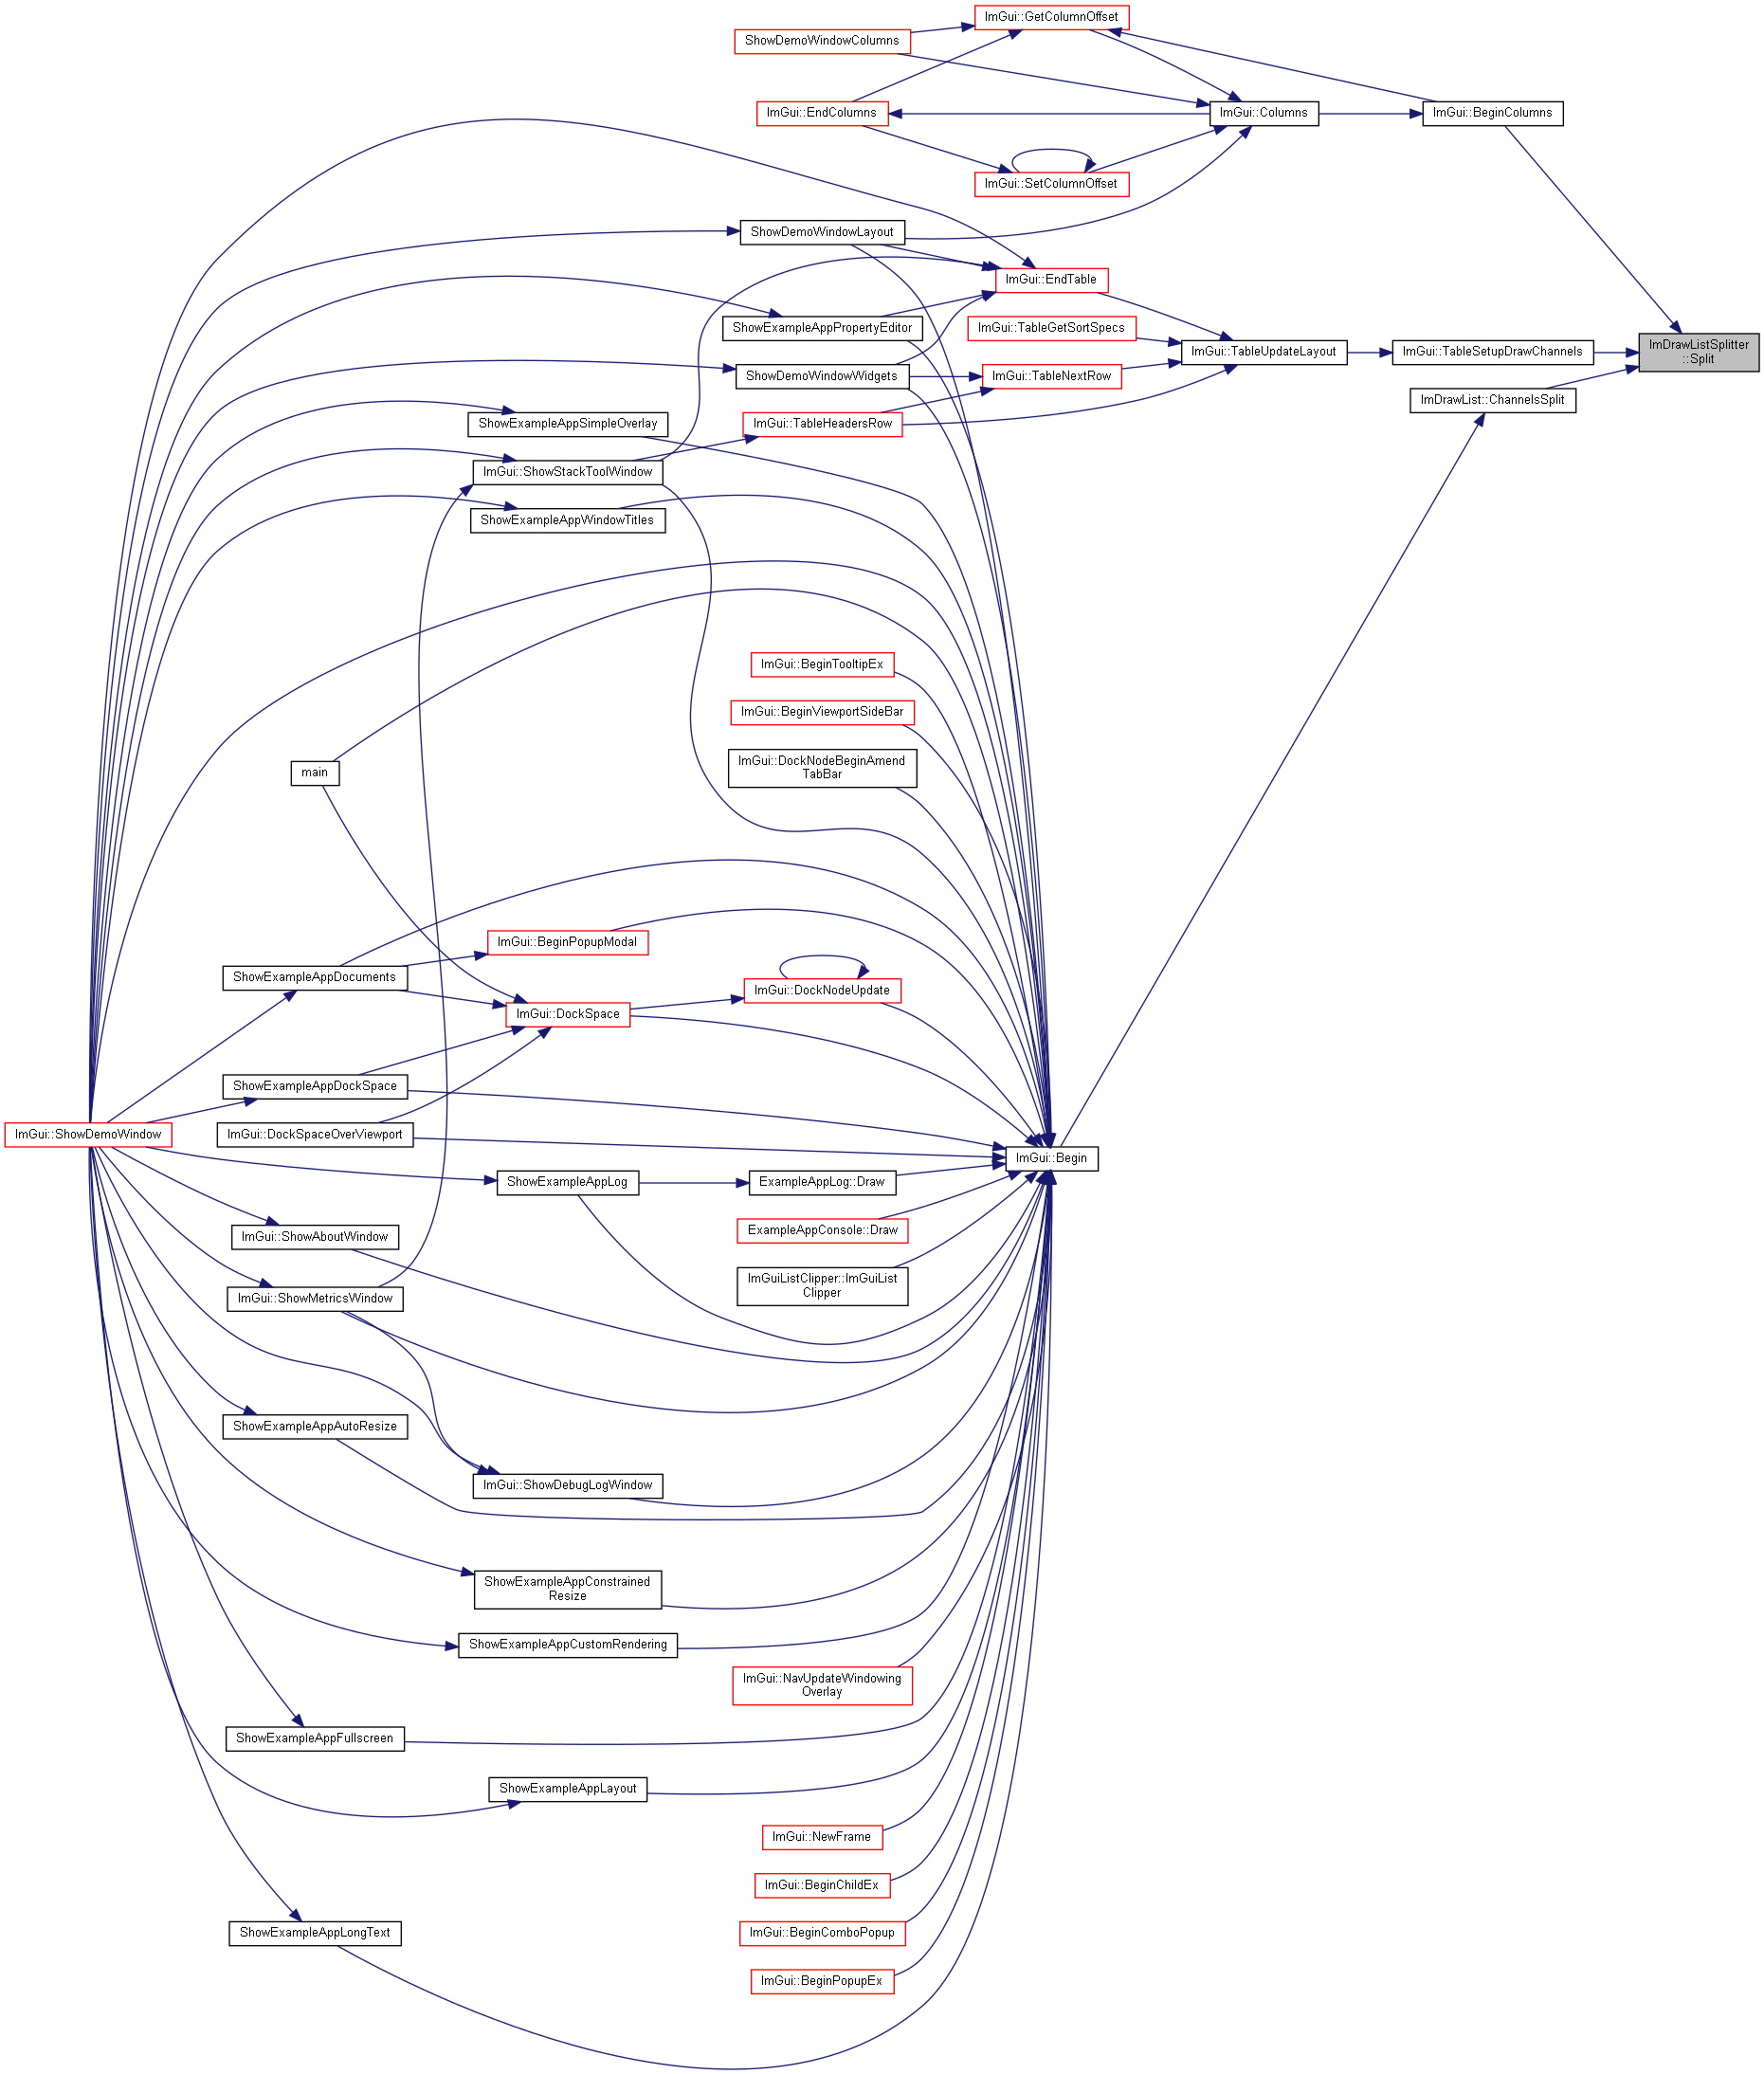 ImGui::GetColumnOffset
ShowDemoWindowColumns
ImGui::EndColumns
ImGui::Columns
ImGui::BeginColumns
ImGui::SetColumnOffset
ShowDemoWindowLayout
ImGui::EndTable
ShowExampleAppPropertyEditor
ImGui::TableGetSortSpecs
ImGui::TableUpdateLayout
ImGui::TableSetupDrawChannels
ImDrawListSplitter
::Split
ShowDemoWindowWidgets
ImGui::TableNextRow
ImDrawList::ChannelsSplit
ShowExampleAppSimpleOverlay
ImGui::TableHeadersRow
ImGui::ShowStackToolWindow
ShowExampleAppWindowTitles
ImGui::BeginTooltipEx
ImGui::BeginViewportSideBar
main
ImGui::DockNodeBeginAmend
TabBar
ImGui::BeginPopupModal
ShowExampleAppDocuments
ImGui::DockNodeUpdate
ImGui::DockSpace
ShowExampleAppDockSpace
ImGui::ShowDemoWindow
ImGui::DockSpaceOverViewport
ImGui::Begin
ShowExampleAppLog
ExampleAppLog::Draw
ImGui::ShowAboutWindow
ExampleAppConsole::Draw
ImGui::ShowMetricsWindow
ImGuiListClipper::ImGuiList
Clipper
ShowExampleAppAutoResize
ImGui::ShowDebugLogWindow
ShowExampleAppConstrained
Resize
ShowExampleAppCustomRendering
ImGui::NavUpdateWindowing
Overlay
ShowExampleAppFullscreen
ShowExampleAppLayout
ImGui::NewFrame
ImGui::BeginChildEx
ShowExampleAppLongText
ImGui::BeginComboPopup
ImGui::BeginPopupEx